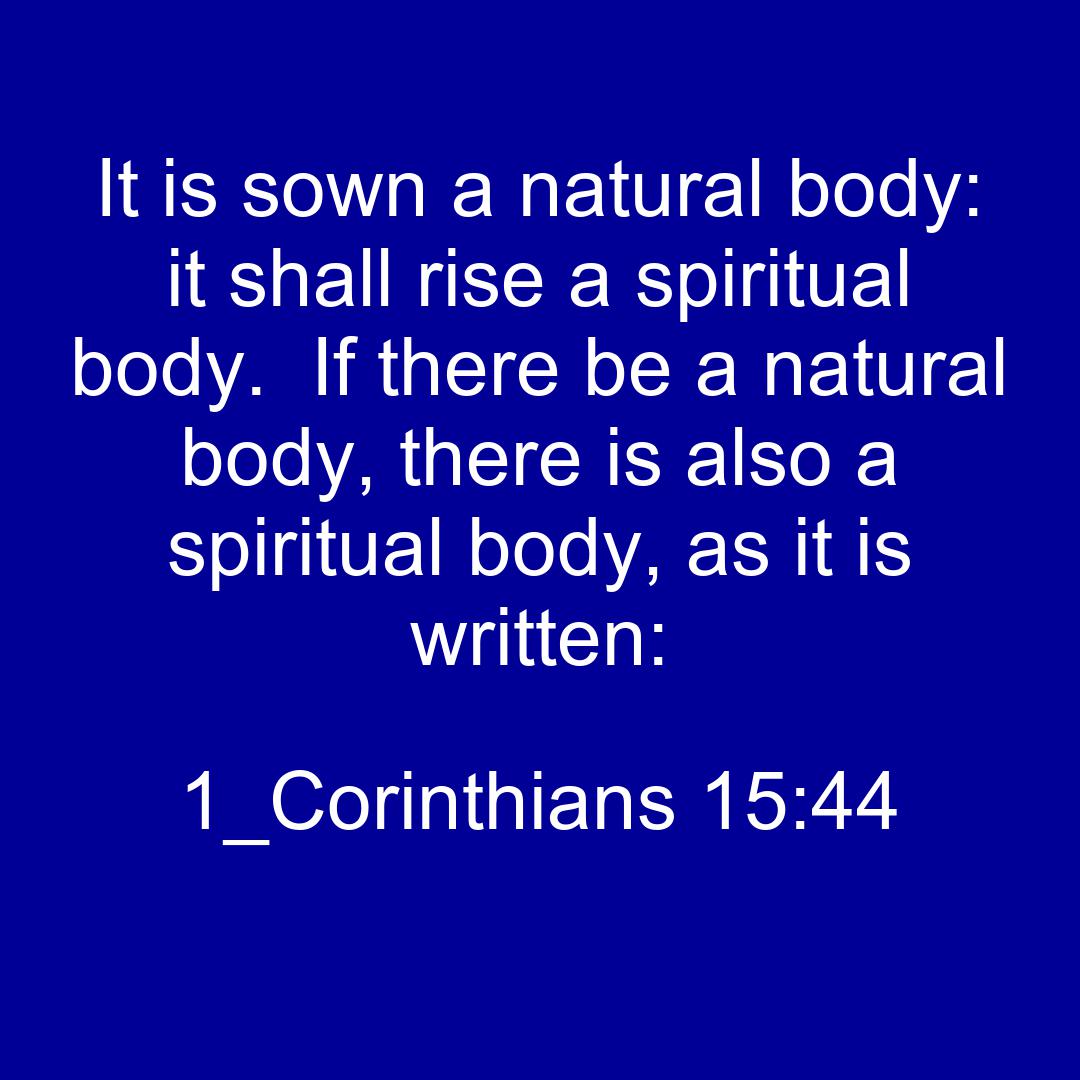 It is sown a natural body:
it shall rise a spiritual
body.  If there be a natural
body, there is also a
spiritual body, as it is
written:
1_Corinthians 15:44